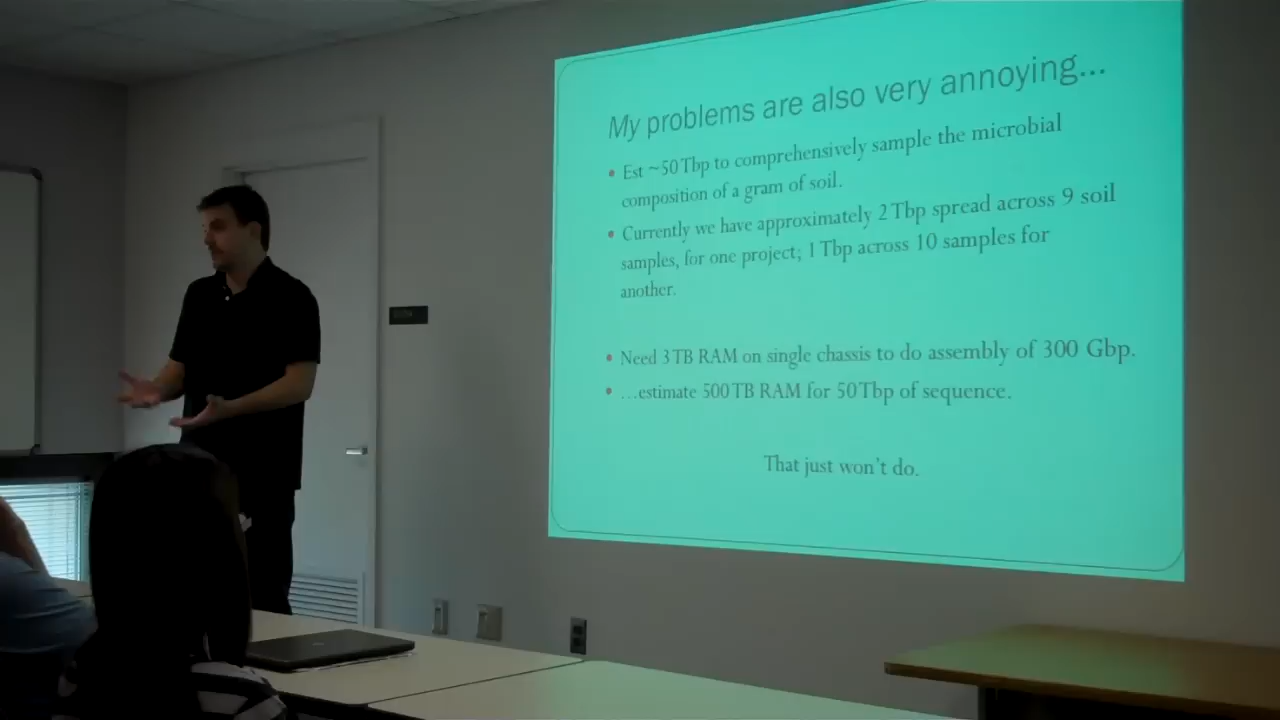 My problems are also very annoying…
• Est ~50 Tbp to comprehensively sample the microbial
composition of a gram of soil.
• Currently we have approximately 2 Tbp spread across 9 soil
samples, for one project; 1 Tbp across 10 samples for
another.
• Need 3 TB RAM on single chassis to do assembly of 300 Gbp.
• …estimate 500 TB RAM for 50 Tbp of sequence.
That just won't do.